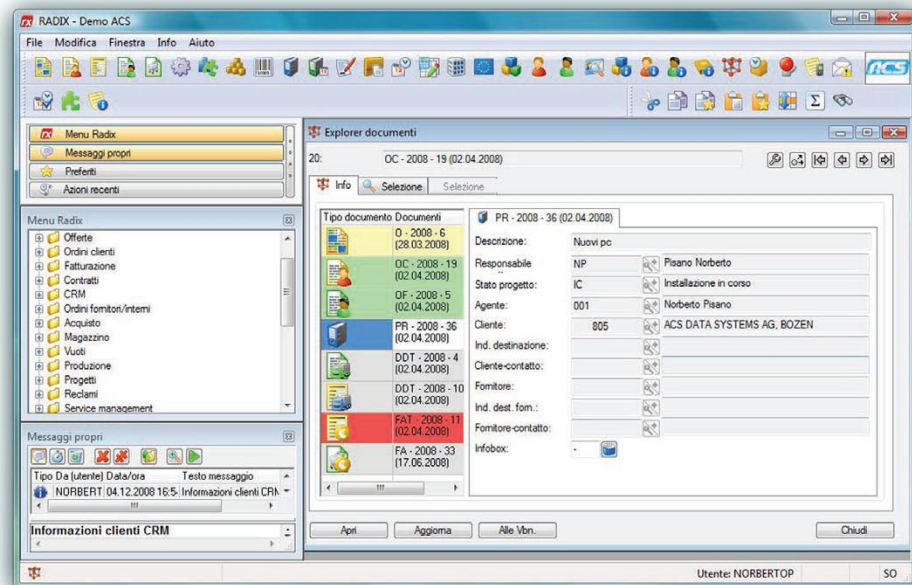 RADIX - Demo ACS
File Modifica Finestra Info Aiuto
ACS
Menu Radix
Messaggi propri
Preferiti
Azioni recenti
Menu Radix
Offerte
Ordini clienti
Fatturazione
Contratti
CRM
Ordini fornitori/interni
Acquisto
Magazzino
Vuoti
Produzione
Progetti
Reclami
Service management
Messaggi propri
Tipo Da (utente) Data/ora Testo messaggio
NORBERT 04.12.2008 16:5 Informazioni clienti CRM
Informazioni clienti CRM
Explorer documenti
20: OC - 2008 - 19 (02.04.2008)
Info Selezione Selezione
Tipo documento Documenti
O - 2008 - 6
(28.03.2008)
OC - 2008 - 19
(02.04.2008)
OF - 2008 - 5
(02.04.2008)
PR - 2008 - 36
(02.04.2008)
DDT - 2008 - 4
(02.04.2008)
DDT - 2008 - 10
(02.04.2008)
FAT - 2008 - 11
(02.04.2008)
FA - 2008 - 33
(17.06.2008)
PR - 2008 - 36 (02.04.2008)
Descrizione: Nuovi pc
Responsabile NP Pisano Norberto
Stato progetto: IC Installazione in corso
Agente: 001 Norberto Pisano
Cliente: 805 ACS DATA SYSTEMS AG, BOZEN
Ind. destinazione:
Cliente-contatto:
Fornitore:
Ind. dest. forn.:
Fornitore-contatto:
Infobox: -
Apri Aggiorna Alle Vbn. Chiudi
Utente: NORBERTOP SO